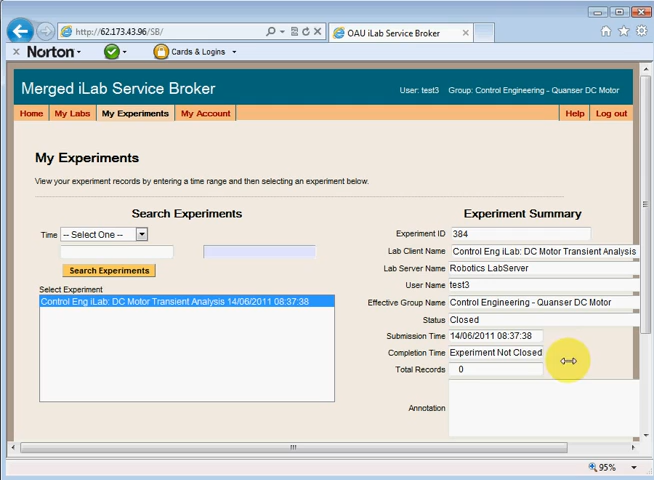 http://62.173.43.96/SB/
OAU iLab Service Broker
Norton
Cards & Logins
Merged iLab Service Broker
User: test3 Group: Control Engineering - Quanser DC Motor
Home My Labs My Experiments My Account Help Log out
My Experiments
View your experiment records by entering a time range and then selecting an experiment below.
Search Experiments
Time -- Select One --
Search Experiments
Select Experiment
Control Eng iLab: DC Motor Transient Analysis 14/06/2011 08:37:38
Experiment Summary
Experiment ID 384
Lab Client Name Control Eng iLab: DC Motor Transient Analysis
Lab Server Name Robotics LabServer
User Name test3
Effective Group Name Control Engineering - Quanser DC Motor
Status Closed
Submission Time 14/06/2011 08:37:38
Completion Time Experiment Not Closed
Total Records 0
Annotation
95%